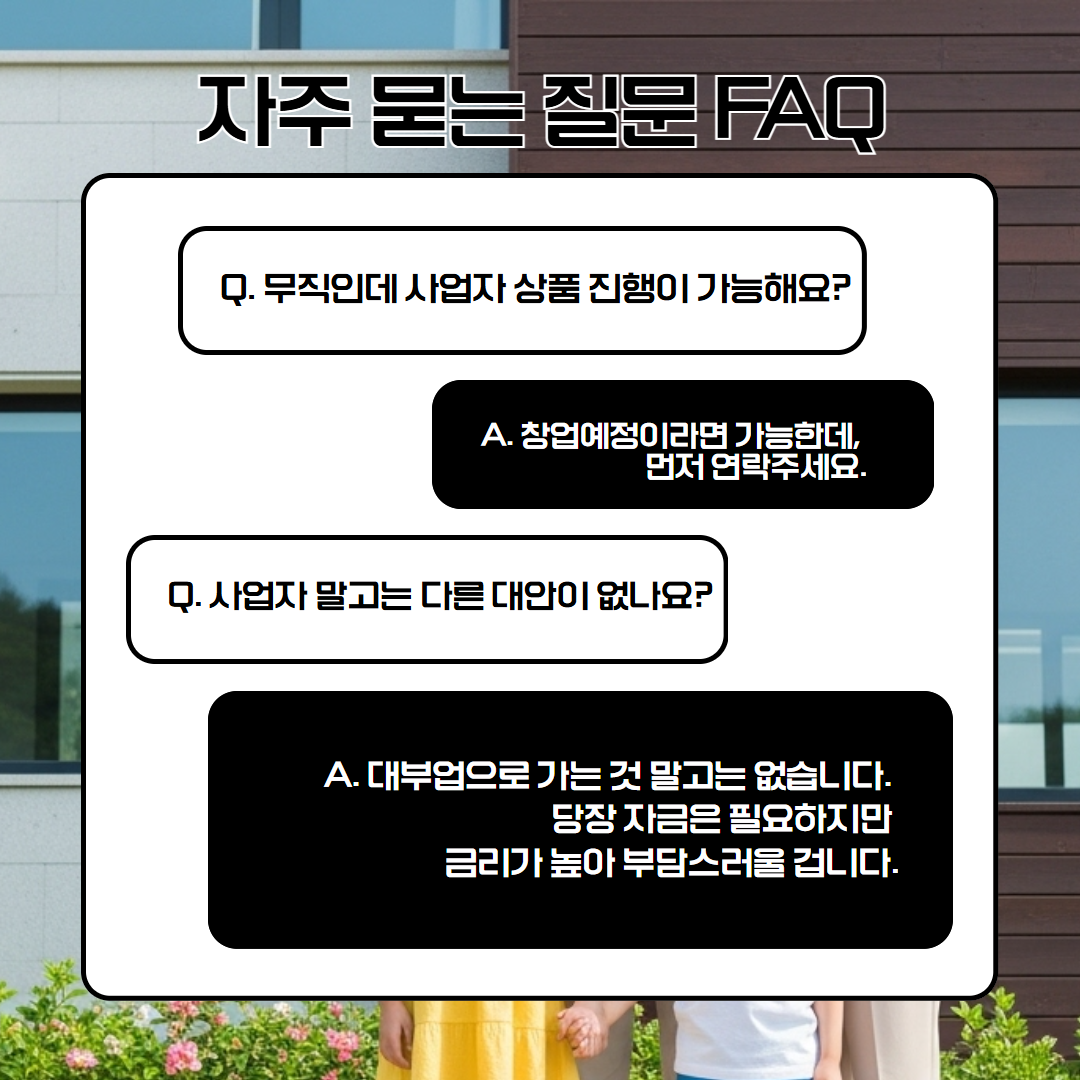 자주 묻는 질문 FAQ
Q. 무직인데 사업자 상품 진행이 가능해요?
A. 창업예정이라면 가능한데,
먼저 연락주세요.
Q. 사업자 말고는 다른 대안이 없나요?
A. 대부업으로 가는 것 말고는 없습니다.
당장 자금은 필요하지만
금리가 높아 부담스러울 겁니다.